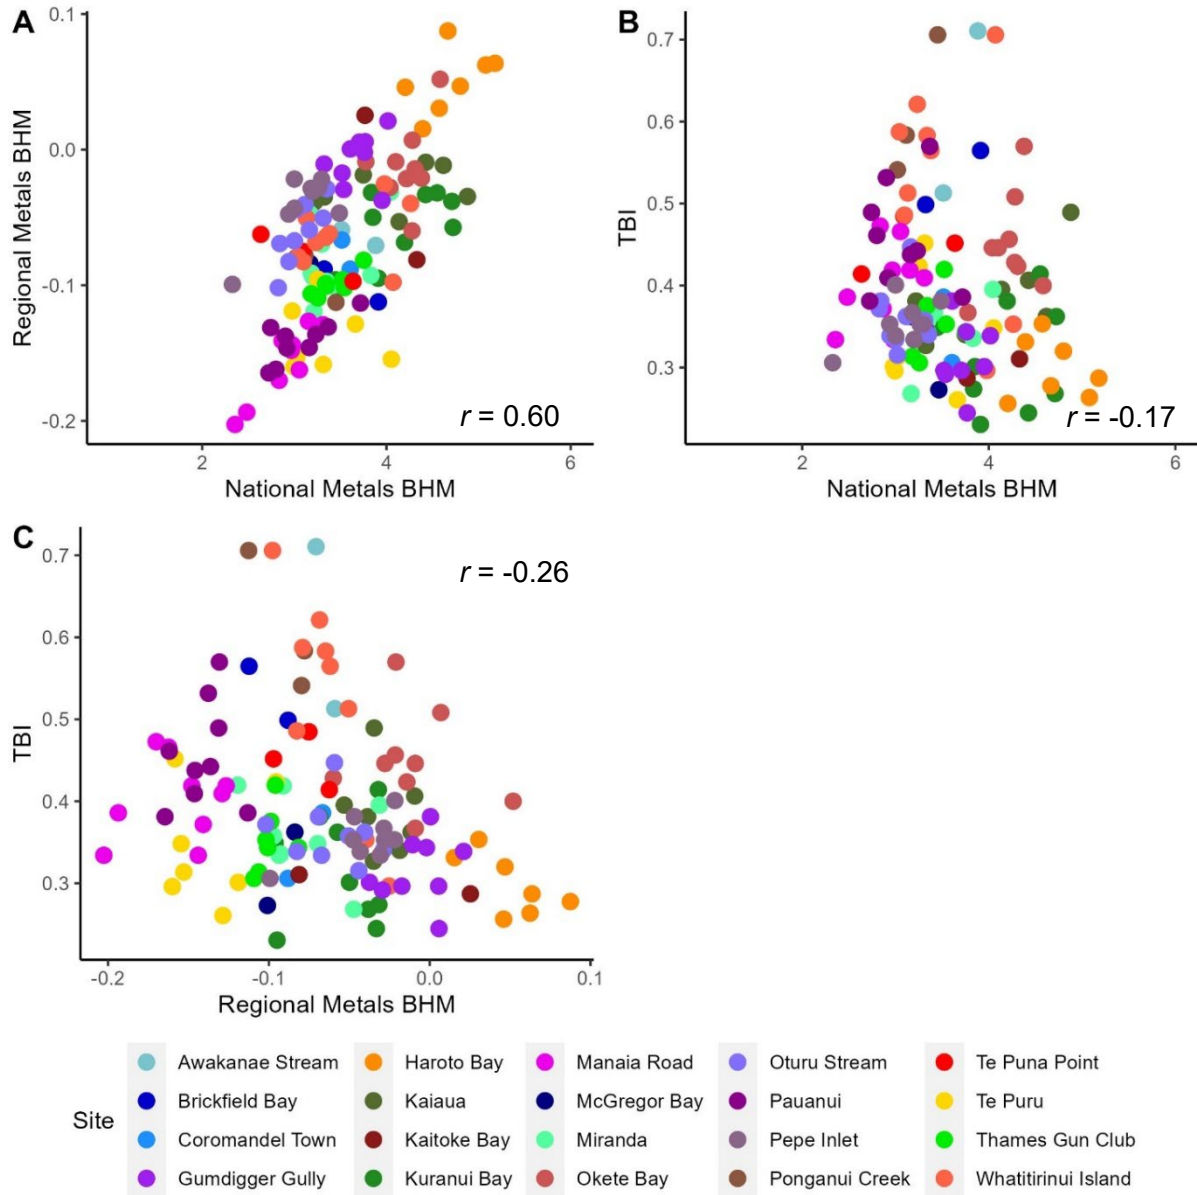 A
0.1
0.0
-0.1
-0.2
Regional Metals BHM
r = 0.60
2 4 6
National Metals BHM
B
0.7
0.6
0.5
0.4
0.3
TBI
r = -0.17
2 4 6
National Metals BHM
C
0.7
0.6
0.5
0.4
0.3
TBI
r = -0.26
-0.2 -0.1 0.0 0.1
Regional Metals BHM
Site
Awakanae Stream Haroto Bay Manaia Road Oturu Stream Te Puna Point
Brickfield Bay Kaiaua McGregor Bay Pauanui Te Puru
Coromandel Town Kaitoke Bay Miranda Pepe Inlet Thames Gun Club
Gumdigger Gully Kuranui Bay Okete Bay Ponganui Creek Whatitirinui Island